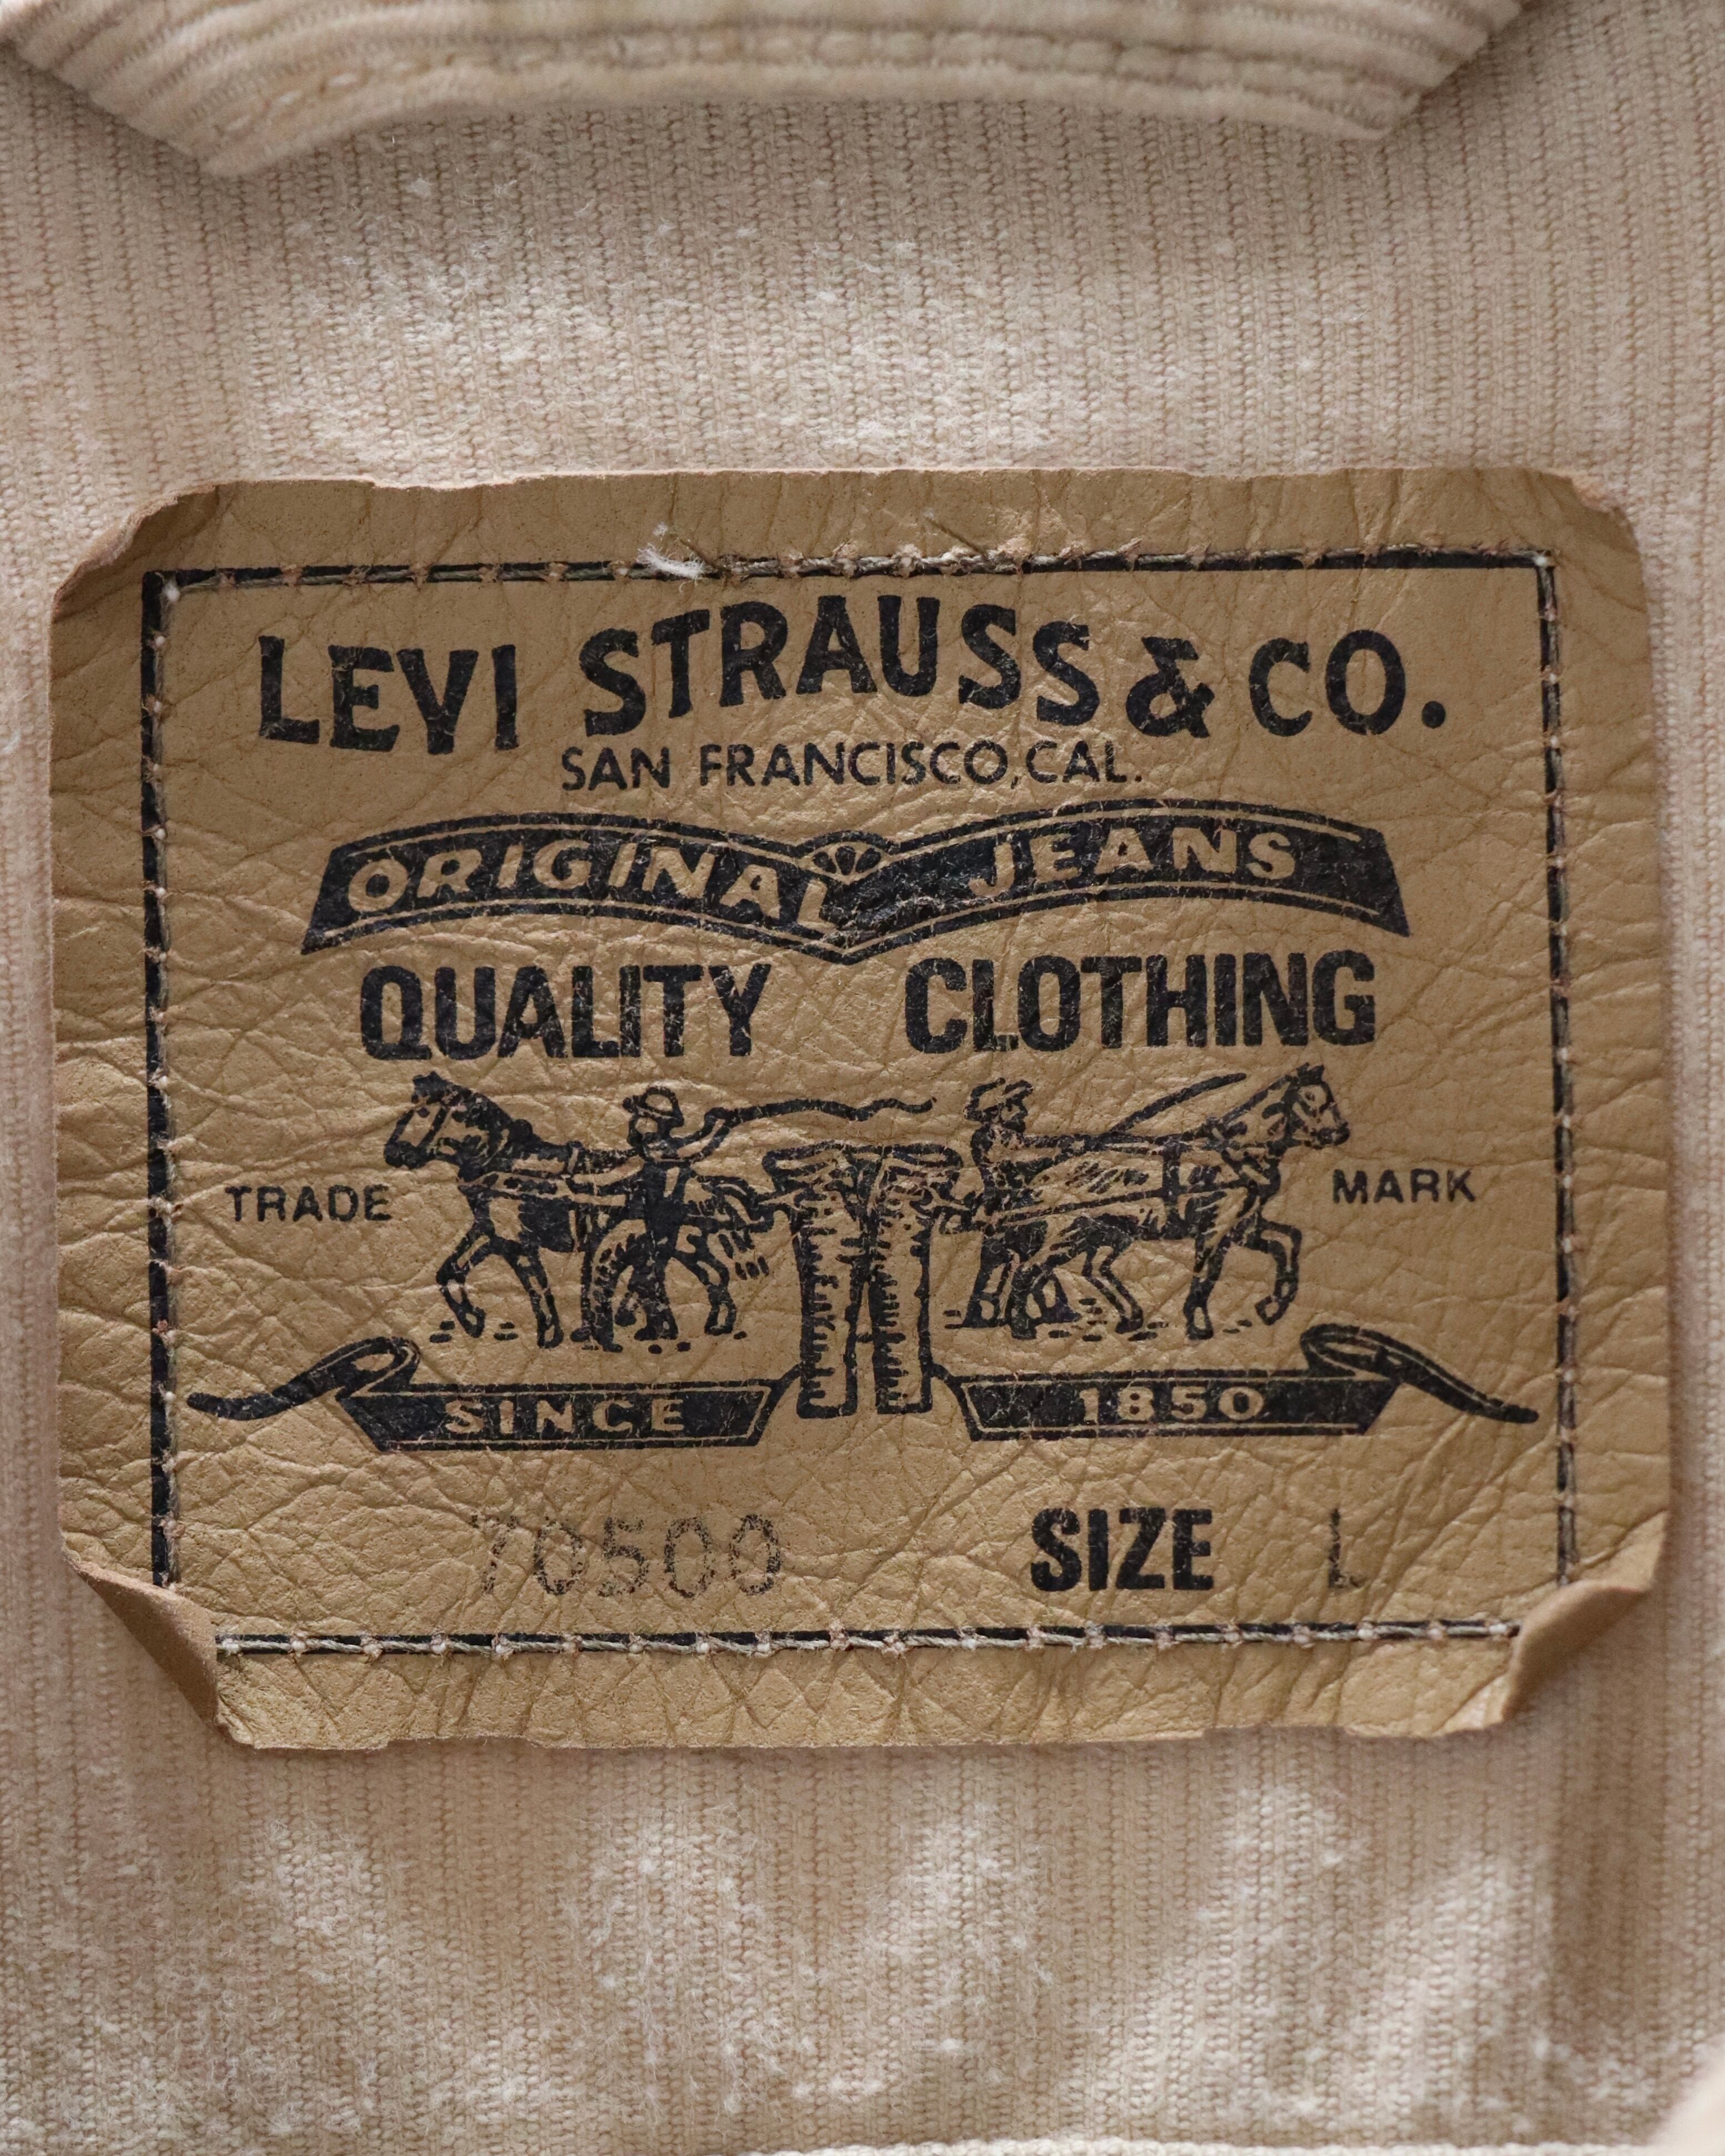 LEVI STRAUSS & CO.
SAN FRANCISCO, CAL.
ORIGINAL JEANS
QUALITY CLOTHING
TRADE MARK
SINCE 1850
70500 SIZE L